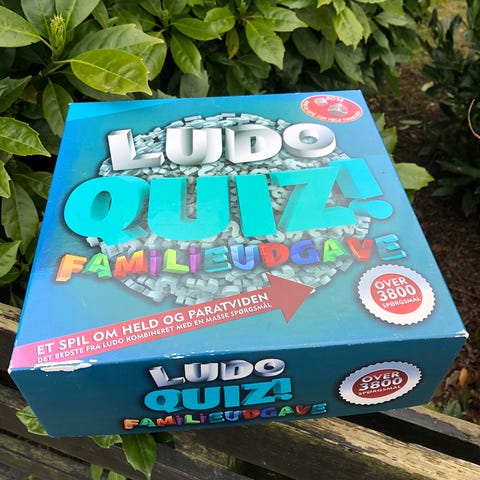 LUDO
QUIZ!
FAMILIEUDGAVE
OVER
3800
SPØRGSMÅL
ET SPIL OM HELD OG PARATVIDEN
DET BEDSTE FRA LUDO KOMBINERET MED EN MASSE SPØRGSMÅL
LUDO
QUIZ!
FAMILIEUDGAVE
OVER
3800
SPØRGSMÅL